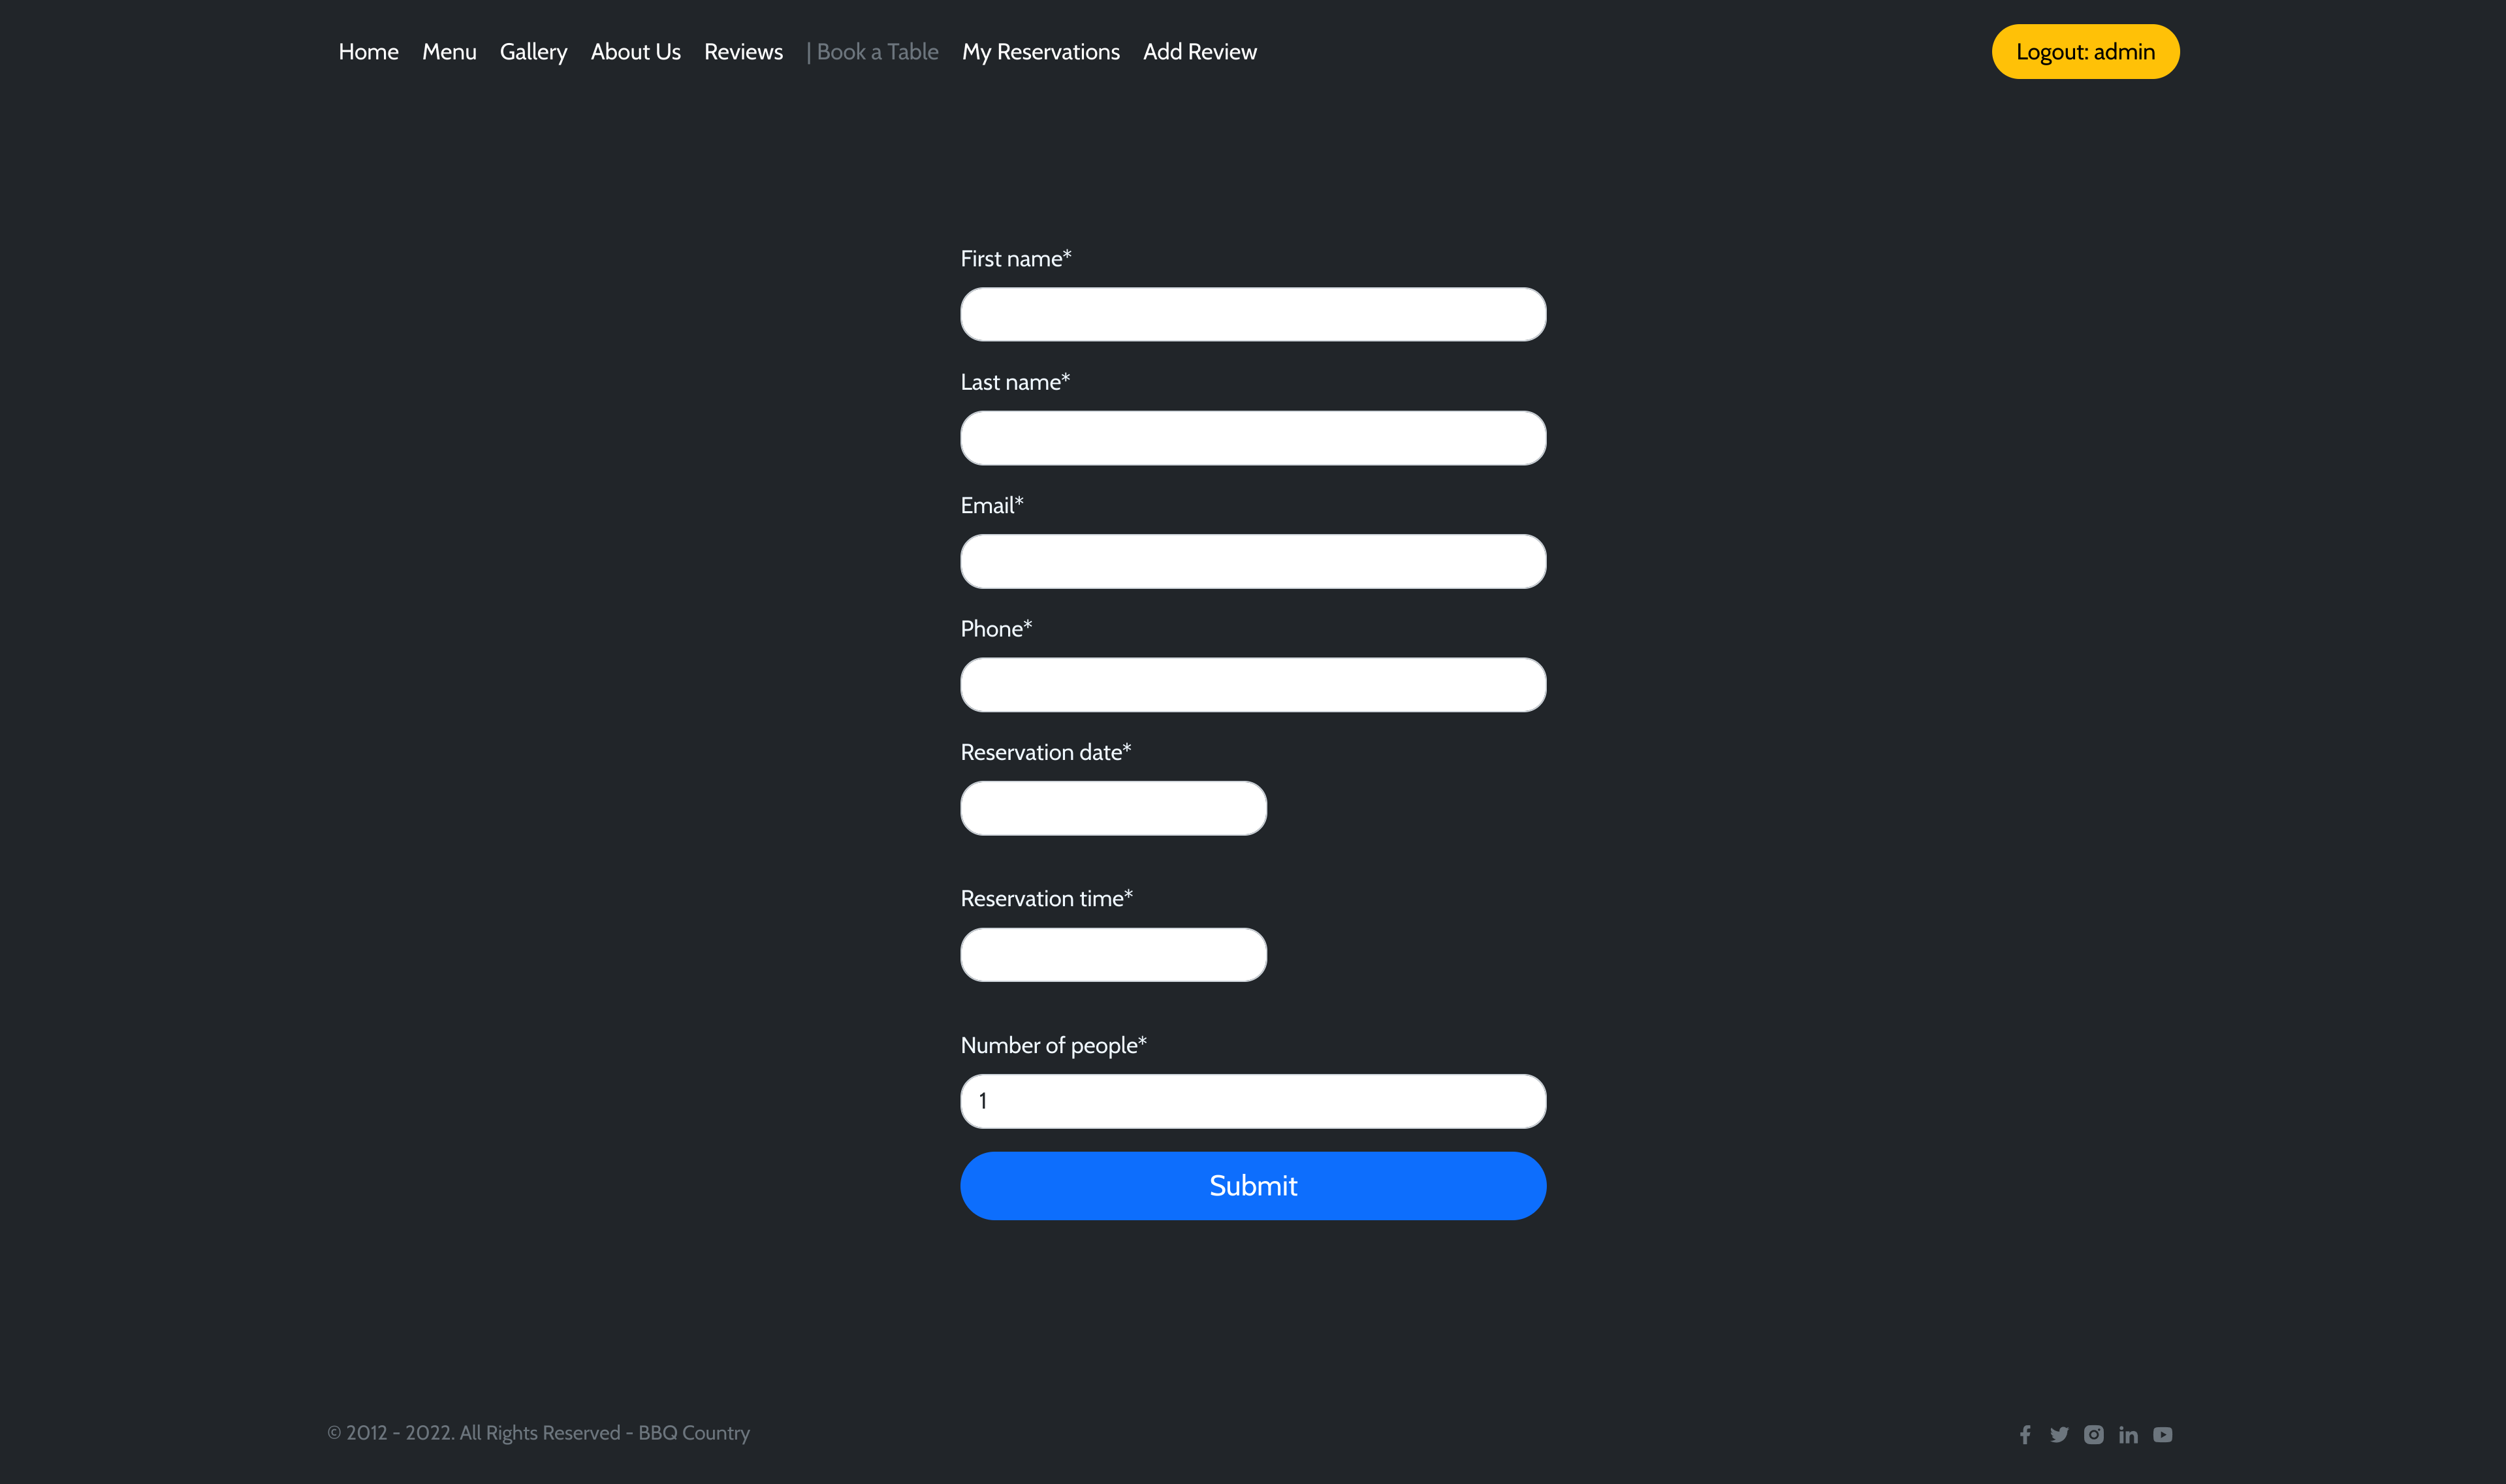 Home Menu Gallery About Us Reviews | Book a Table My Reservations Add Review Logout: admin
First name*
Last name*
Email*
Phone*
Reservation date*
Reservation time*
Number of people*
1
Submit
© 2012 - 2022. All Rights Reserved - BBQ Country